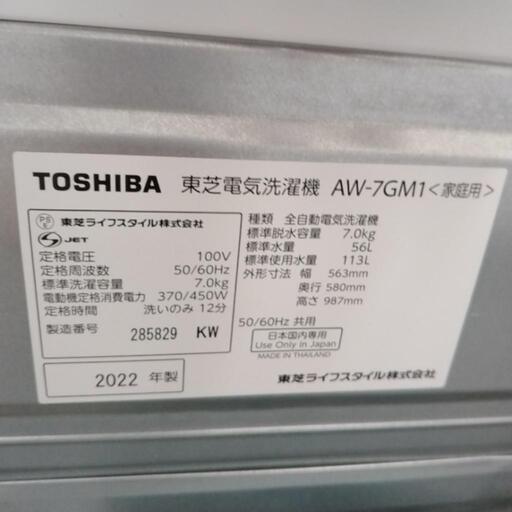 TOSHIBA 東芝電気洗濯機 AW-7GM1<家庭用>
PS E 東芝ライフスタイル株式会社
S JET
定格電圧 100V
定格周波数 50/60Hz
標準洗濯容量 7.0kg
電動機定格消費電力 370/450W
定格時間 洗いのみ 12分
製造番号 285829 KW
2022 年製
種類 全自動電気洗濯機
標準脱水容量 7.0kg
標準水量 56L
標準使用水量 113L
外形寸法 幅 563mm
奥行 580mm
高さ 987mm
50/60Hz 共用
日本国内専用
Use Only in Japan
MADE IN THAILAND
東芝ライフスタイル株式会社